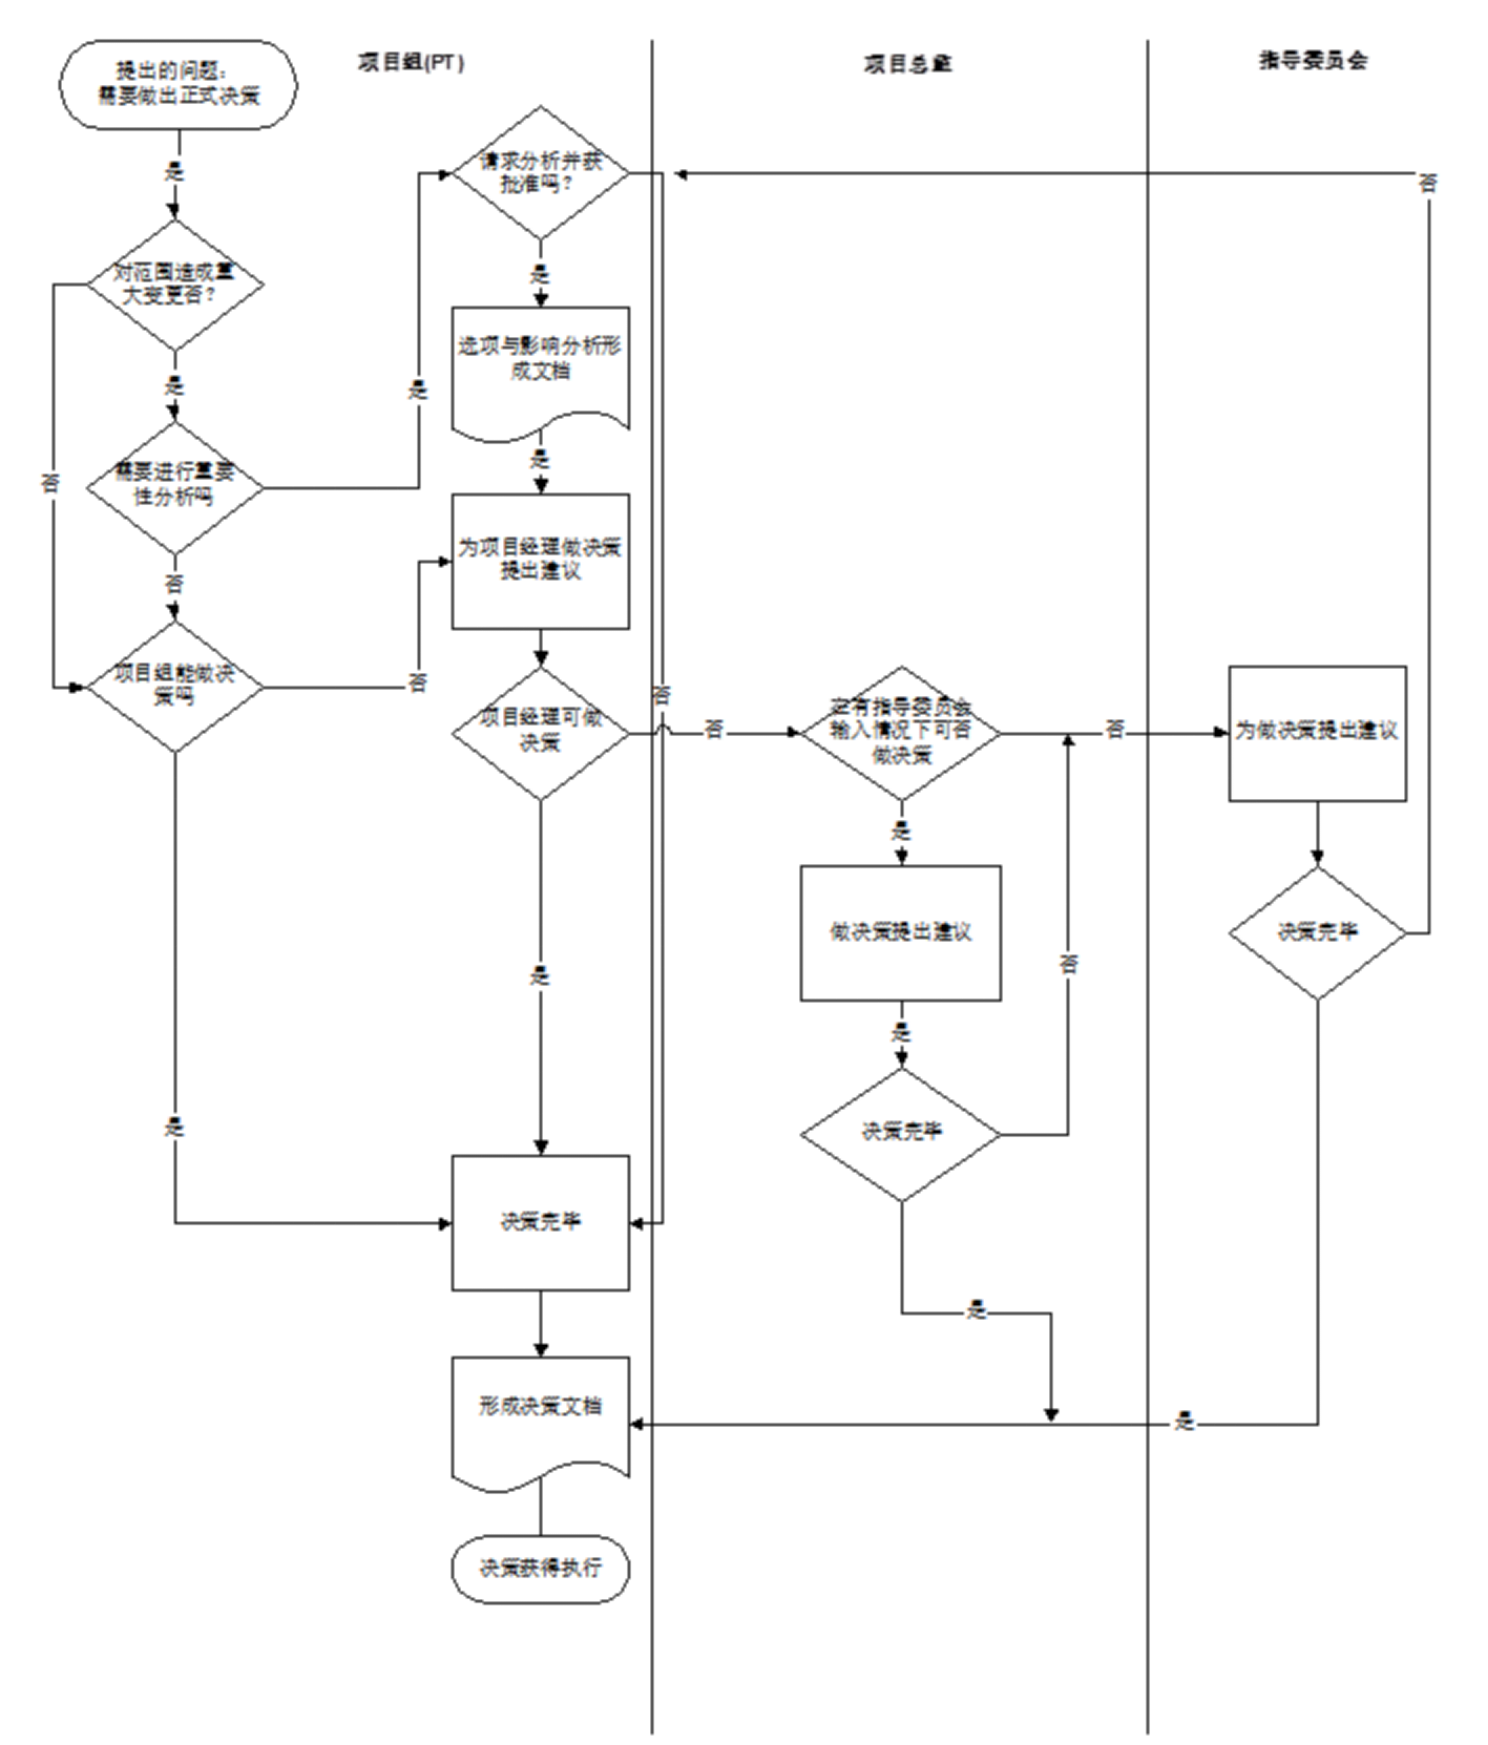 项目组(PT)
项目总监
指导委员会
提出的问题：
需要做出正式决策
是
对范围造成重
大变更否？
否
是
需要进行重要
性分析吗
是
否
项目组能做决
策吗
否
是
请求分析并获
批准吗？
否
是
选项与影响分析形
成文档
是
为项目经理做决策
提出建议
项目经理可做
决策
否
是
决策完毕
形成决策文档
决策获得执行
有指导委员会
输入情况下可否
做决策
否
是
做决策提出建议
是
决策完毕
否
是
为做决策提出建议
决策完毕
否
是